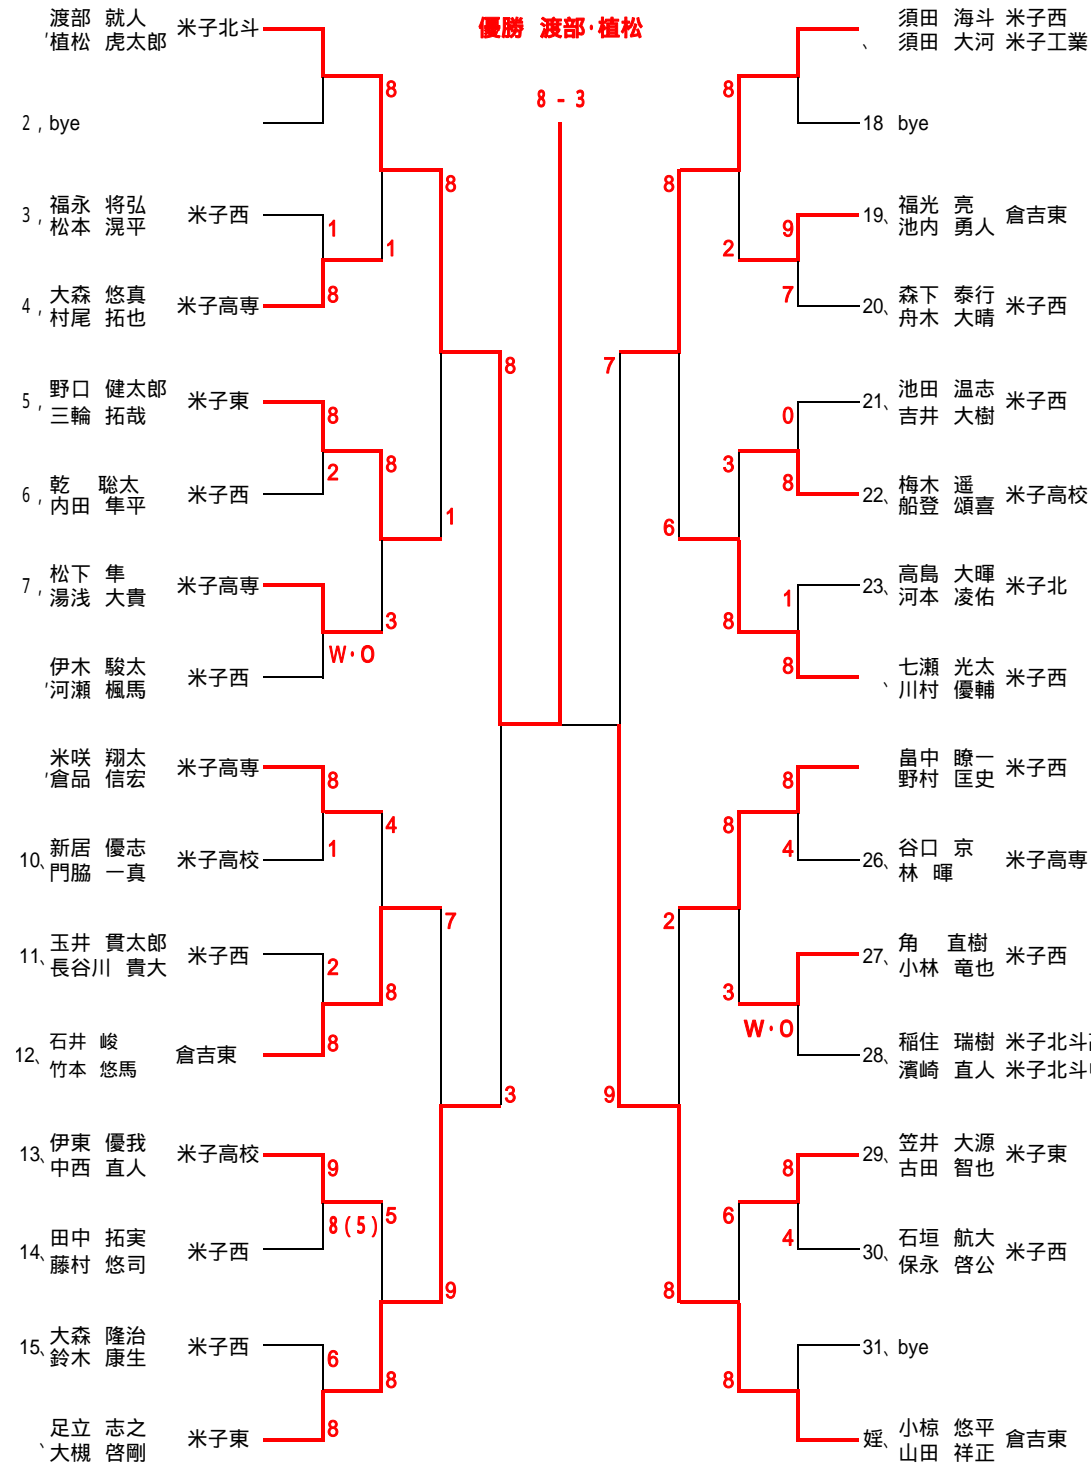 優勝 渡部・植松
8 - 3
渡部 就人
植松 虎太郎 米子北斗
2, bye
3, 福永 将弘
松本 滉平 米子西
4, 大森 悠真
村尾 拓也 米子高専
5, 野口 健太郎
三輪 拓哉 米子東
6, 乾 聡太
内田 隼平 米子西
7, 松下 隼
湯浅 大貴 米子高専
伊木 駿太
河瀬 楓馬 米子西
米咲 翔太
倉品 信宏 米子高専
10、新居 優志
門脇 一真 米子高校
11、玉井 貫太郎
長谷川 貴大 米子西
12、石井 峻
竹本 悠馬 倉吉東
13、伊東 優我
中西 直人 米子高校
14、田中 拓実
藤村 悠司 米子西
15、大森 隆治
鈴木 康生 米子西
足立 志之
、大槻 啓剛 米子東
8
1
8
1
8
8
2
8
1
3
W・O
8
8
1
4
7
2
8
8
3
9
8(5)
5
9
6
8
8
須田 海斗 米子西
、須田 大河 米子工業
18 bye
19、福光 亮
池内 勇人 倉吉東
20、森下 泰行
舟木 大晴 米子西
21、池田 温志
吉井 大樹 米子西
22、梅木 遥
船登 頌喜 米子高校
23、高島 大暉
河本 凌佑 米子北
七瀬 光太
、川村 優輔 米子西
畠中 瞭一
野村 匡史 米子西
26、谷口 京
林 暉 米子高専
27、角 直樹
小林 竜也 米子西
28、稲住 瑞樹 米子北斗
濱崎 直人 米子北斗
29、笠井 大源
古田 智也 米子東
30、石垣 航大
保永 啓公 米子西
31、bye
小椋 悠平
山田 祥正 倉吉東
8
8
9
2
7
7
0
3
8
6
1
8
8
8
8
4
2
3
W・O
9
8
6
4
8
8